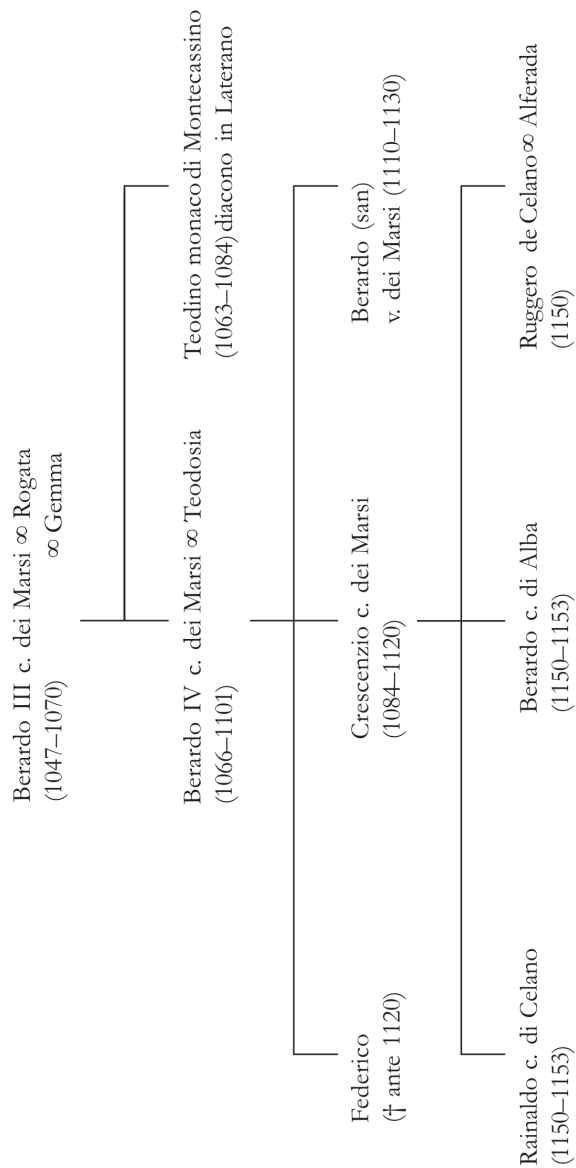 Berardo III c. dei Marsi ∞ Rogata
∞ Gemma
(1047–1070)
Berardo IV c. dei Marsi ∞ Teodosia
(1066–1101)
Teodino monaco di Montecassino
(1063–1084) diacono in Laterano
Federico
(† ante 1120)
Crescenzio c. dei Marsi
(1084–1120)
Berardo (san)
v. dei Marsi (1110–1130)
Rainaldo c. di Celano
(1150–1153)
Berardo c. di Alba
(1150–1153)
Ruggero de Celano ∞ Alferada
(1150)